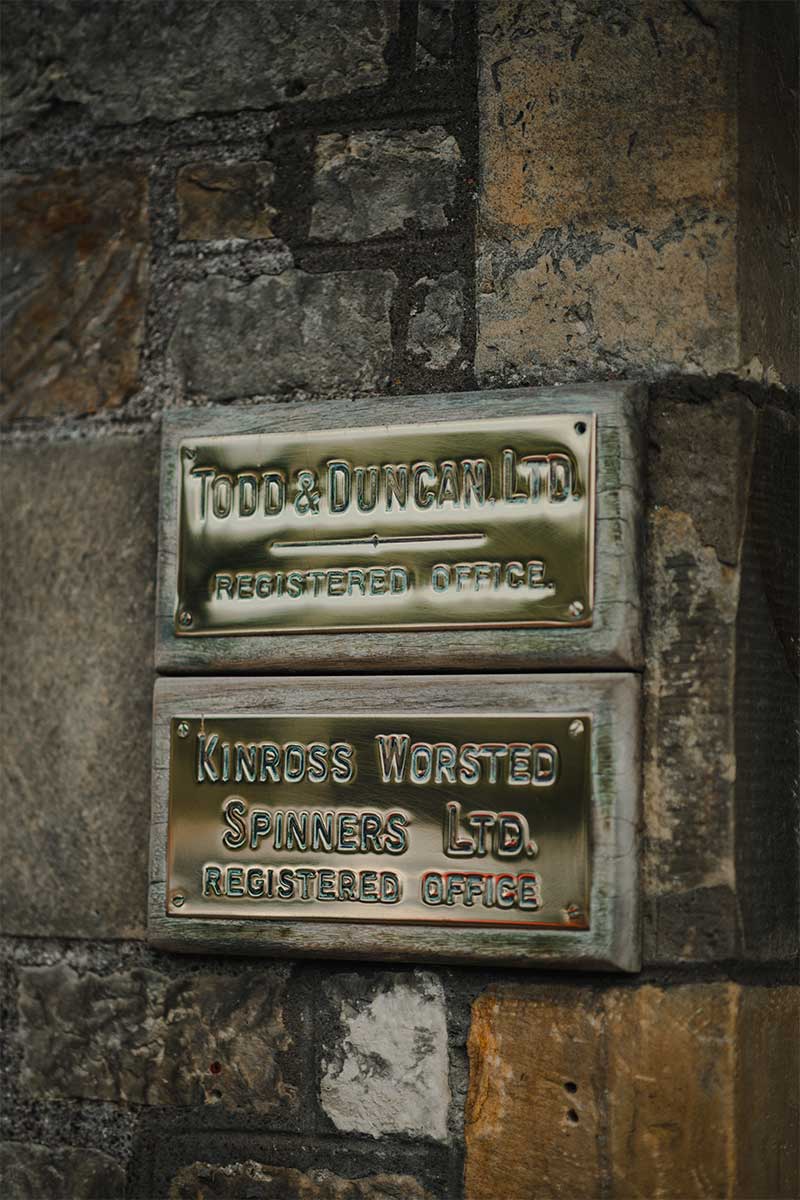 TODD & DUNCAN, LTD.
REGISTERED OFFICE.
KINROSS WORSTED
SPINNERS LTD.
REGISTERED OFFICE